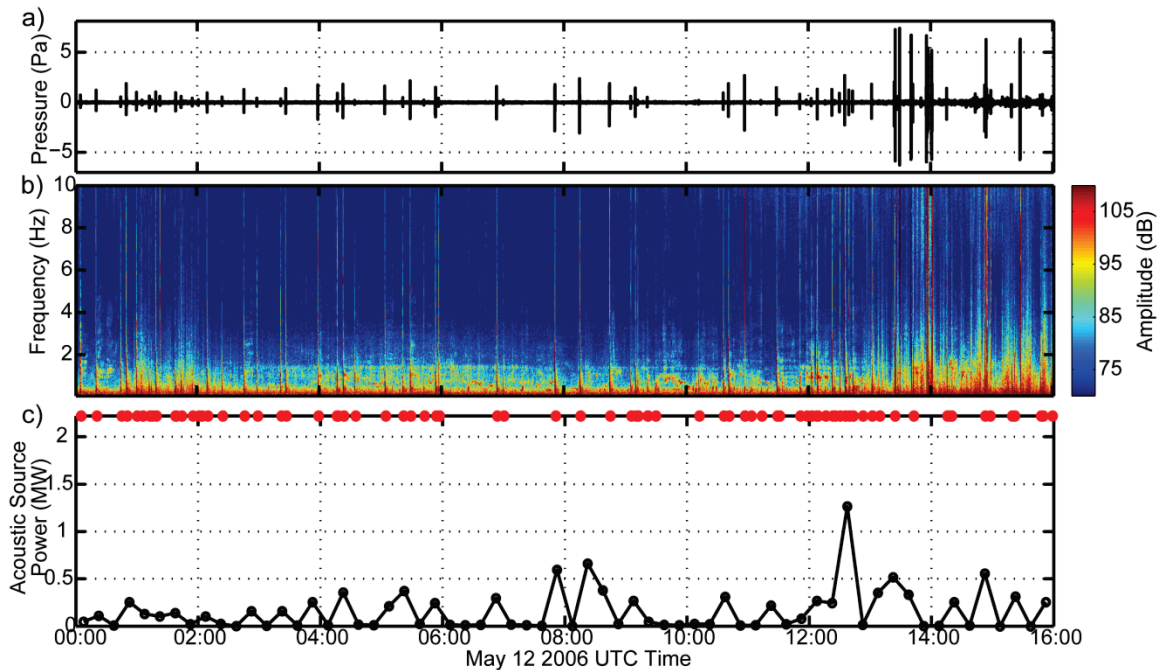 a)
Pressure (Pa)
5
0
−5
b)
Frequency (Hz)
10
8
6
4
2
Amplitude (dB)
105
95
85
75
c)
Acoustic Source
Power (MW)
2
1.5
1
0.5
0
00:00 02:00 04:00 06:00 08:00 10:00 12:00 14:00 16:00
May 12 2006 UTC Time